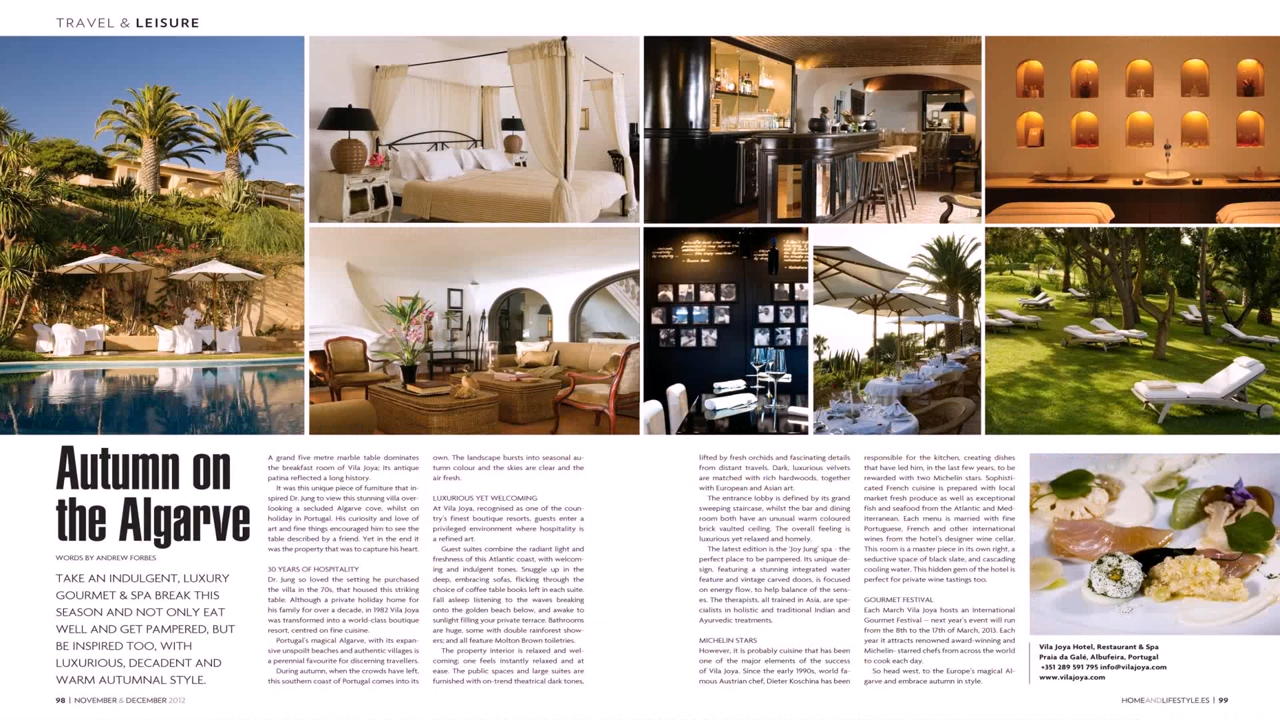 TRAVEL & LEISURE
Autumn on
the Algarve
WORDS BY ANDREW FORBES
TAKE AN INDULGENT, LUXURY
GOURMET & SPA BREAK THIS
SEASON AND NOT ONLY EAT
WELL AND GET PAMPERED, BUT
BE INSPIRED TOO, WITH
LUXURIOUS, DECADENT AND
WARM AUTUMNAL STYLE.
A grand five metre marble table dominates
the breakfast room of Vila Joya; its antique
patina reflected a long history.
It was this unique piece of furniture that in-
spired Dr. Jung to view this stunning villa over-
looking a secluded Algarve cove, whilst on
holiday in Portugal. His curiosity and love of
art and fine things encouraged him to see the
table described by a friend. Yet in the end it
was the property that was to capture his heart.
30 YEARS OF HOSPITALITY
Dr. Jung so loved the setting he purchased
the villa in the 70s, that housed this striking
table. Although a private holiday home for
his family for over a decade, in 1982 Vila Joya
was transformed into a world-class boutique
resort, centred on fine cuisine.
Portugal's magical Algarve, with its expan-
sive unspoilt beaches and authentic villages is
a perennial favourite for discerning travellers.
During autumn, when the crowds have left,
this southern coast of Portugal comes into its
own. The landscape bursts into seasonal au-
tumn colour and the skies are clear and the
air fresh.
LUXURIOUS YET WELCOMING
At Vila Joya, recognised as one of the coun-
try's finest boutique resorts, guests enter a
privileged environment where hospitality is
a refined art.
Guest suites combine the radiant light and
freshness of this Atlantic coast, with welcom-
ing and indulgent tones. Snuggle up in the
deep, embracing sofas, flicking through the
choice of coffee table books left in each suite.
Fall asleep listening to the waves breaking
onto the golden beach below, and awake to
sunlight filling your private terrace. Bathrooms
are huge, some with double rainforest show-
ers; and all feature Molton Brown toiletries.
The property interior is relaxed and wel-
coming; one feels instantly relaxed and at
ease. The public spaces and large suites are
furnished with on-trend theatrical dark tones,
lifted by fresh orchids and fascinating details
from distant travels. Dark, luxurious velvets
are matched with rich hardwoods, together
with European and Asian art.
The entrance lobby is defined by its grand
sweeping staircase, whilst the bar and dining
room both have an unusual warm coloured
brick vaulted ceiling. The overall feeling is
luxurious yet relaxed and homely.
The latest edition is the 'Joy Jung' spa - the
perfect place to be pampered. Its unique de-
sign, featuring a stunning integrated water
feature and vintage carved doors, is focused
on energy flow, to help balance of the sens-
es. The therapists, all trained in Asia, are spe-
cialists in holistic and traditional Indian and
Ayurvedic treatments.
MICHELIN STARS
However, it is probably cuisine that has been
one of the major elements of the success
of Vila Joya. Since the early 1990s, world fa-
mous Austrian chef, Dieter Koschina has been
responsible for the kitchen, creating dishes
that have led him, in the last few years, to be
rewarded with two Michelin stars. Sophisti-
cated French cuisine is prepared with local
market fresh produce as well as exceptional
fish and seafood from the Atlantic and Med-
iterranean. Each menu is married with fine
Portuguese, French and other international
wines from the hotel's designer wine cellar.
This room is a master piece in its own right, a
seductive space of black slate, and cascading
cooling water. This hidden gem of the hotel is
perfect for private wine tastings too.
GOURMET FESTIVAL
Each March Vila Joya hosts an International
Gourmet Festival – next year's event will run
from the 8th to the 17th of March, 2013. Each
year it attracts renowned award-winning and
Michelin- starred chefs from across the world
to cook each day.
So head west, to the Europe's magical Al-
garve and embrace autumn in style.
Vila Joya Hotel, Restaurant & Spa
Praia da Galé, Albufeira, Portugal
+351 289 591 795 info@vilajoya.com
www.vilajoya.com
98 | NOVEMBER & DECEMBER 2012
HOMEANDLIFESTYLE.ES | 99